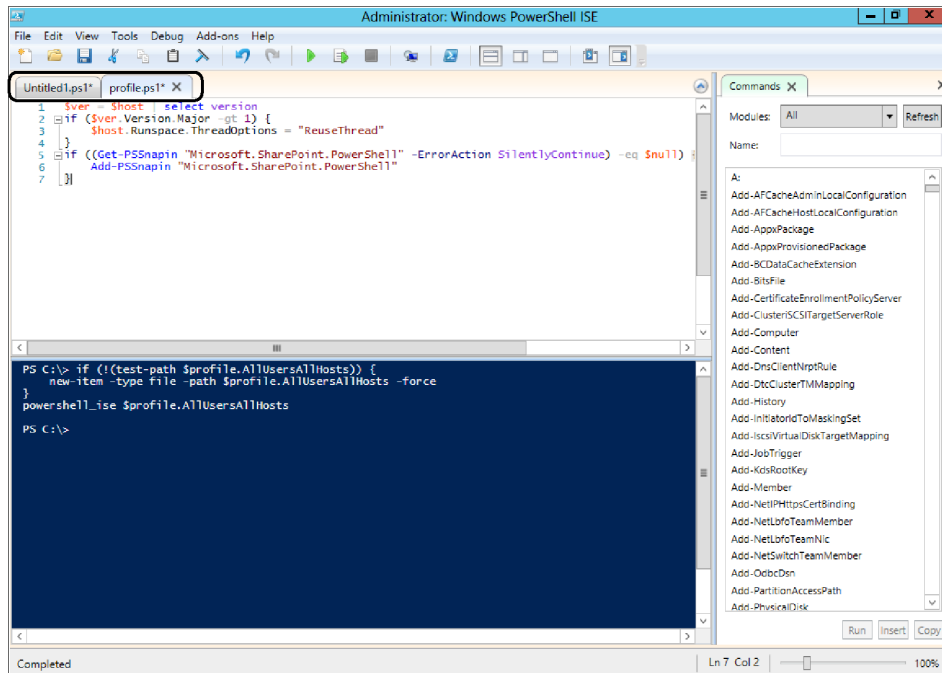 Administrator: Windows PowerShell ISE
File Edit View Tools Debug Add-ons Help
Untitled1.ps1* profile.ps1* X
1 $ver = $host | select version
2 if ($ver.Version.Major -gt 1) {
3 $host.Runspace.ThreadOptions = "ReuseThread"
4 }
5 if ((Get-PSSnapin "Microsoft.SharePoint.PowerShell" -ErrorAction SilentlyContinue) -eq $null) {
6 Add-PSSnapin "Microsoft.SharePoint.PowerShell"
7 }
PS C:\> if (!(test-path $profile.AllUsersAllHosts)) {
new-item -type file -path $profile.AllUsersAllHosts -force
}
powershell_ise $profile.AllUsersAllHosts
PS C:\>
Commands X
Modules: All Refresh
Name:
A:
Add-AFCacheAdminLocalConfiguration
Add-AFCacheHostLocalConfiguration
Add-AppxPackage
Add-AppxProvisionedPackage
Add-BCDataCacheExtension
Add-BitsFile
Add-CertificateEnrollmentPolicyServer
Add-ClusteriSCSITargetServerRole
Add-Computer
Add-Content
Add-DnsClientNrptRule
Add-DtcClusterTMMapping
Add-History
Add-InitiatorIdToMaskingSet
Add-IscsiVirtualDiskTargetMapping
Add-JobTrigger
Add-KdsRootKey
Add-Member
Add-NetIPHttpsCertBinding
Add-NetLbfoTeamMember
Add-NetLbfoTeamNic
Add-NetSwitchTeamMember
Add-OdbcDsn
Add-PartitionAccessPath
Add-PhysicalDisk
Run Insert Copy
Completed
Ln 7 Col 2 100%